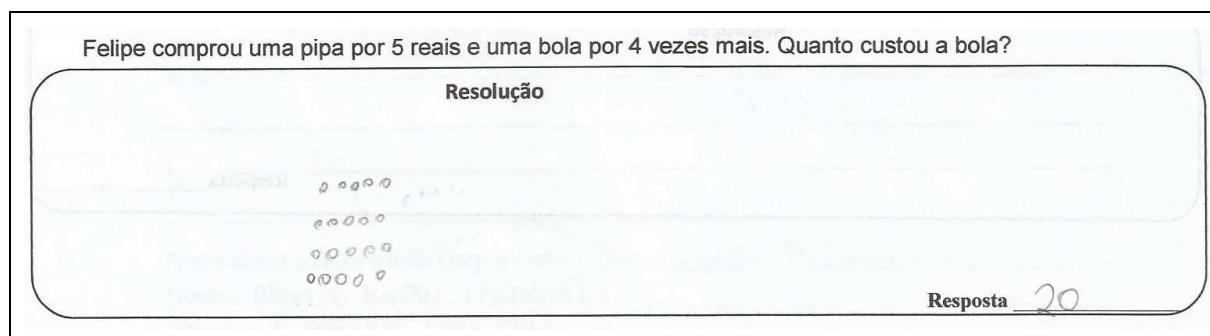 Felipe comprou uma pipa por 5 reais e uma bola por 4 vezes mais. Quanto custou a bola?
Resolução
Resposta 20